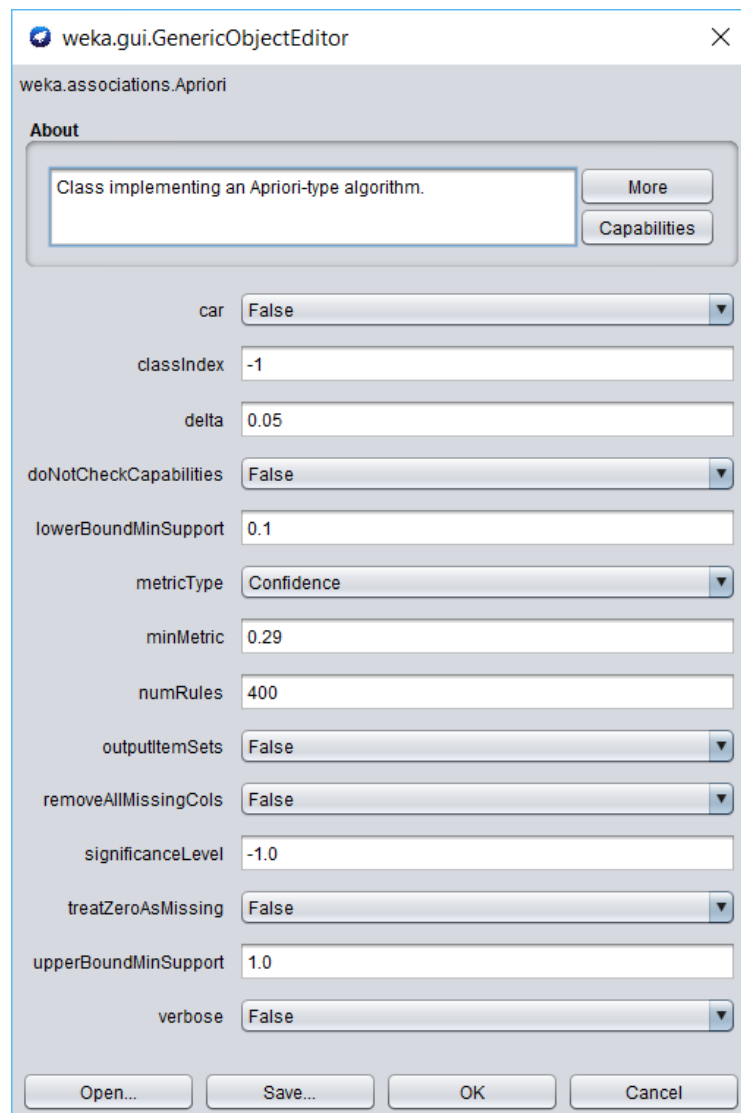 weka.gui.GenericObjectEditor
weka.associations.Apriori
About
Class implementing an Apriori-type algorithm.
More
Capabilities
car False
classIndex -1
delta 0.05
doNotCheckCapabilities False
lowerBoundMinSupport 0.1
metricType Confidence
minMetric 0.29
numRules 400
outputItemSets False
removeAllMissingCols False
significanceLevel -1.0
treatZeroAsMissing False
upperBoundMinSupport 1.0
verbose False
Open... Save... OK Cancel